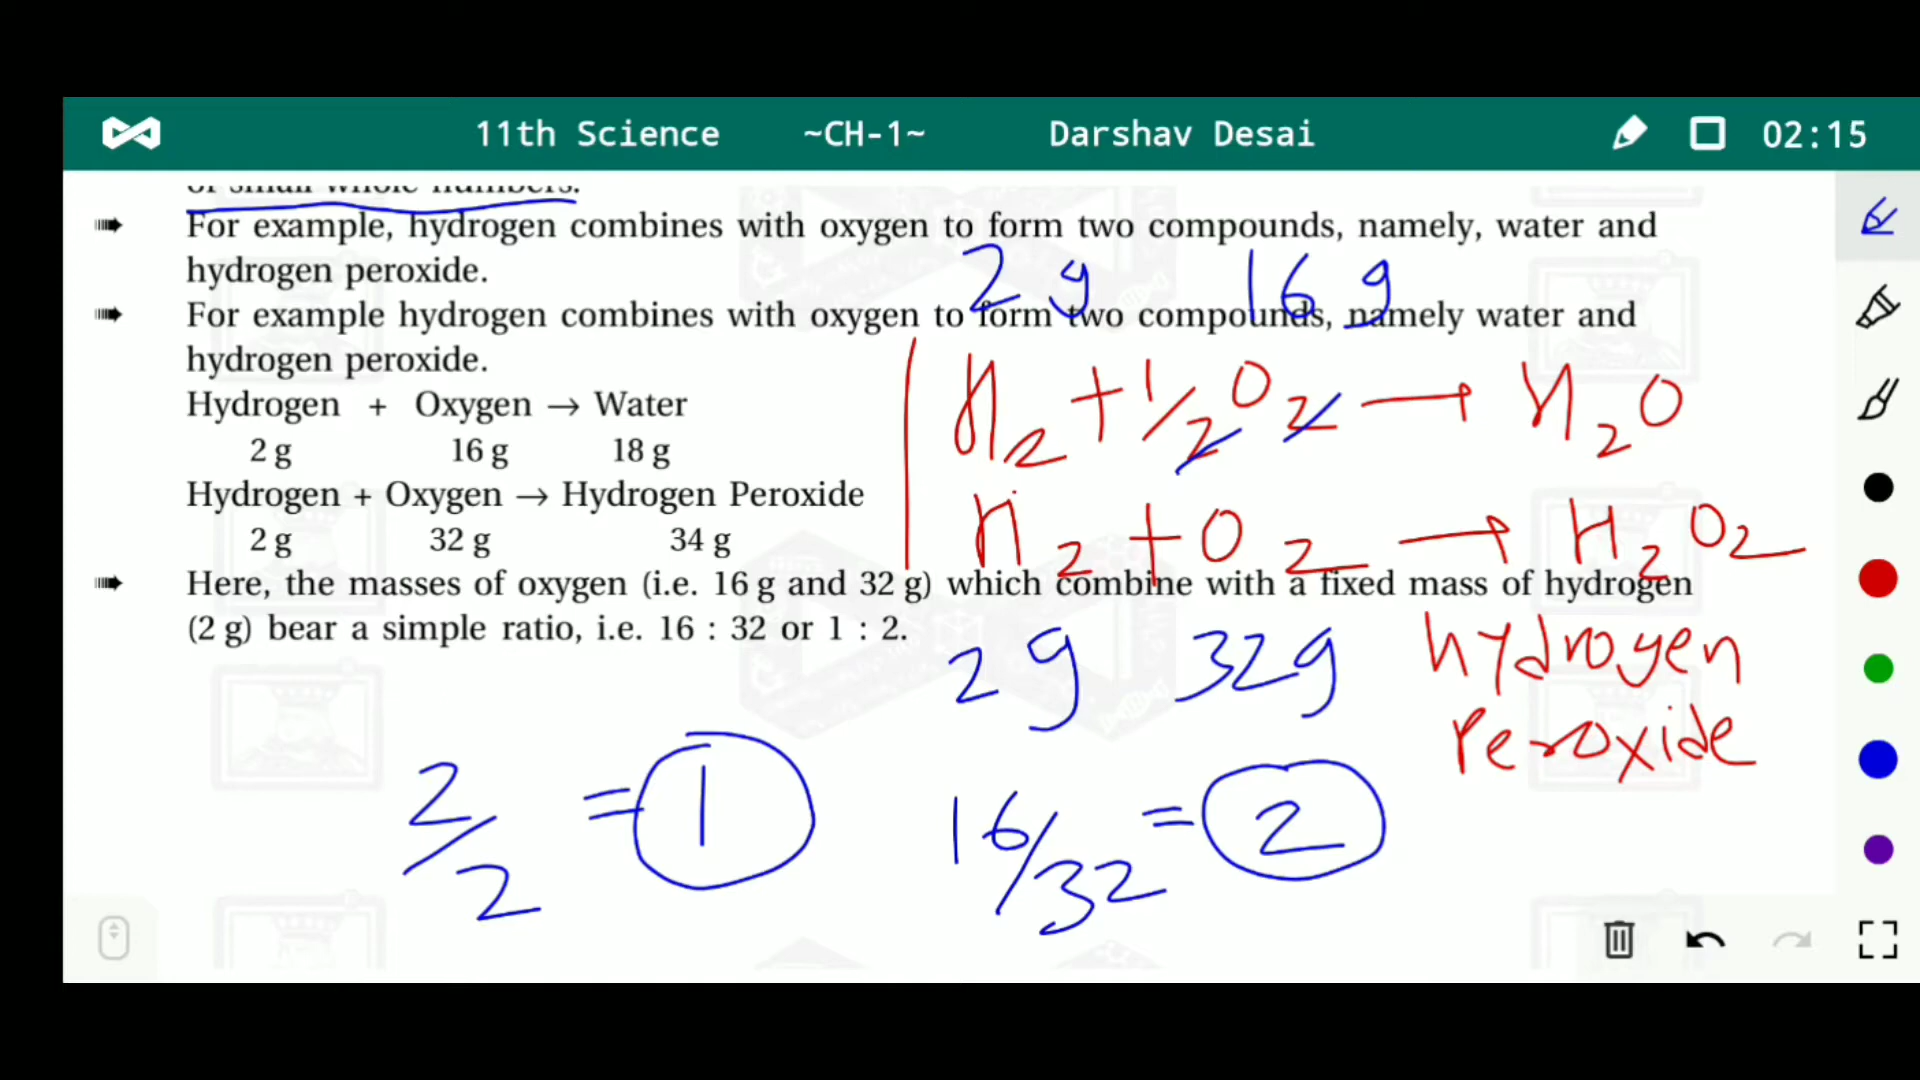 11th Science ~CH-1~ Darshav Desai 02:15
of small whole numbers.
For example, hydrogen combines with oxygen to form two compounds, namely, water and
hydrogen peroxide.
2 g 16 g
For example hydrogen combines with oxygen to form two compounds, namely water and
hydrogen peroxide.
Hydrogen + Oxygen → Water
2 g 16 g 18 g
H2 + 1/2 O2 → H2O
Hydrogen + Oxygen → Hydrogen Peroxide
2 g 32 g 34 g
H2 + O2 → H2O2
Here, the masses of oxygen (i.e. 16 g and 32 g) which combine with a fixed mass of hydrogen
(2 g) bear a simple ratio, i.e. 16 : 32 or 1 : 2.
2 g 32 g
hydrogen
Peroxide
2/2 = 1
16/32 = 2